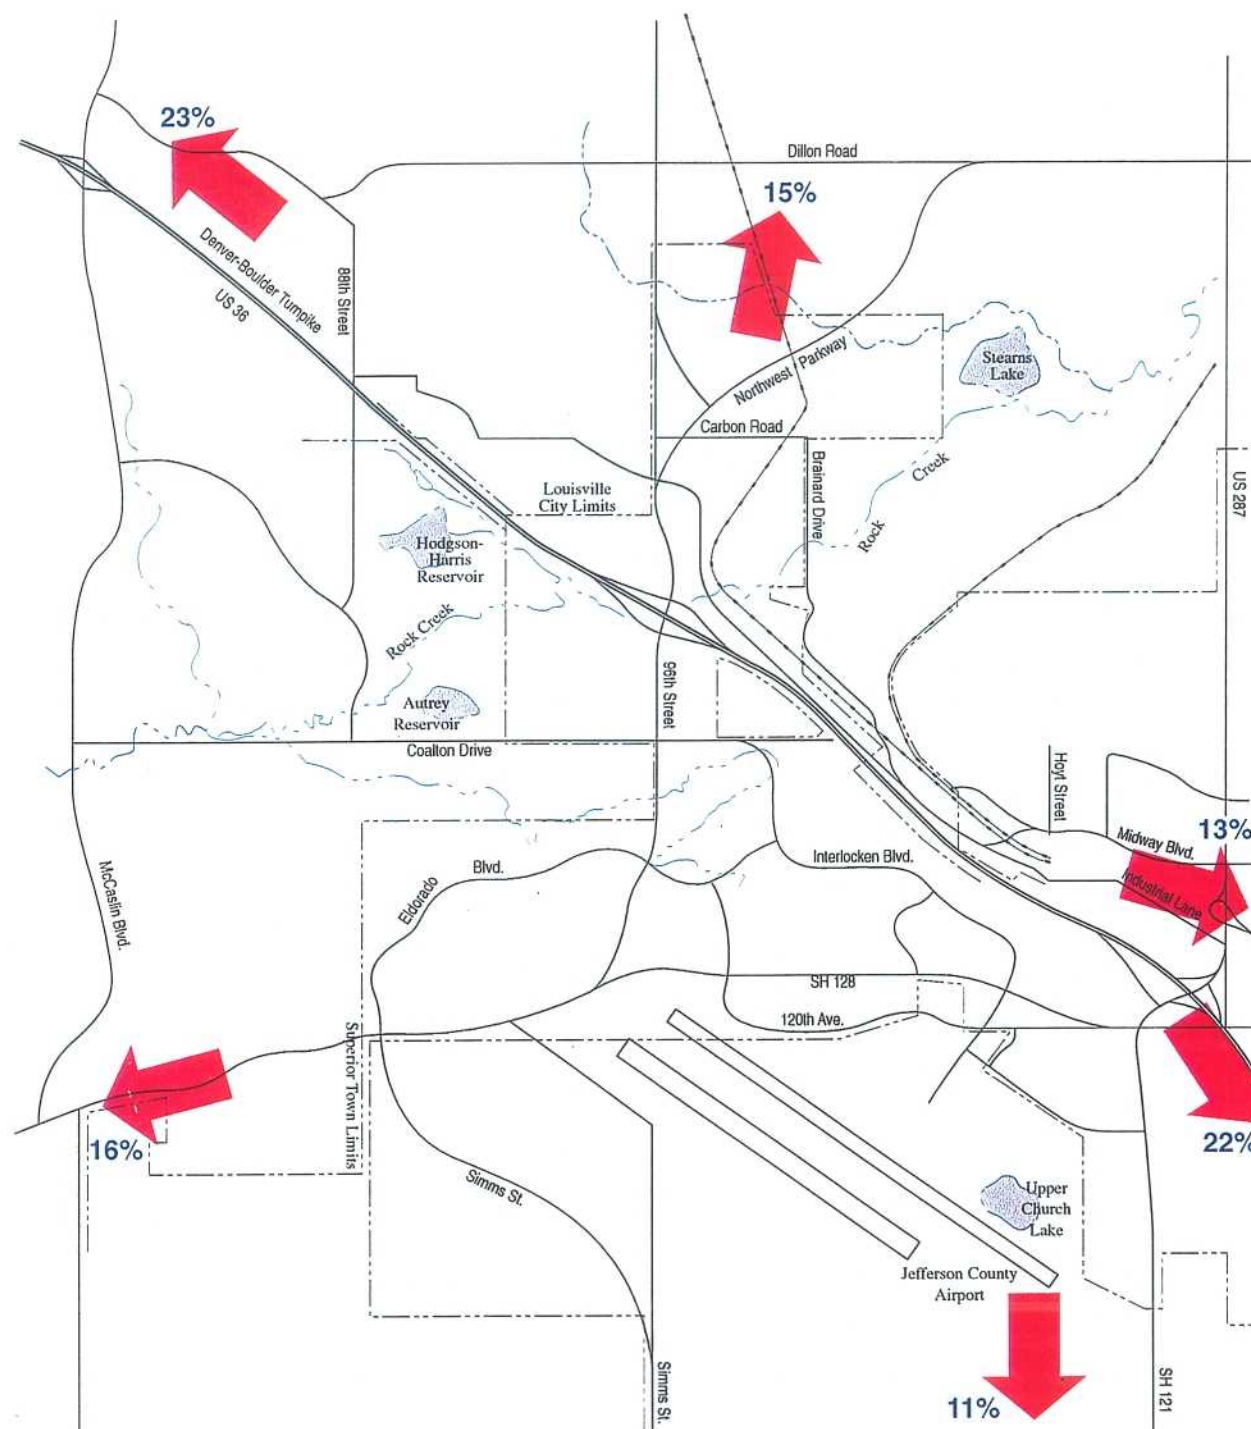 23%
Dillon Road
15%
Denver-Boulder Turnpike
US 36
88th Street
Northwest Parkway
Stearns
Lake
Carbon Road
Brainard Drive
Rock Creek
US 287
Louisville
City Limits
Hodgson-
Harris
Reservoir
Rock Creek
96th Street
Autrey
Reservoir
Coalton Drive
Hoyt Street
13%
Midway Blvd.
Industrial Lane
McCaslin Blvd.
Eldorado Blvd.
Interlocken Blvd.
SH 128
120th Ave.
Superior Town Limits
16%
22%
Simms St.
Upper
Church
Lake
Jefferson County
Airport
Simms St.
11%
SH 121